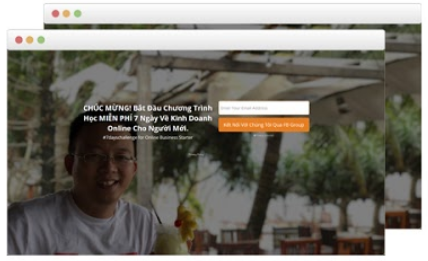 CHÚC MỪNG! Bắt Đầu Chương Trình
Học MIỄN PHÍ 7 Ngày Về Kinh Doanh
Online Cho Người Mới.
#7dayschallenge for Online Business Starter
Enter Your Email Address
Kết Nối Với Chúng Tôi Qua FB Group